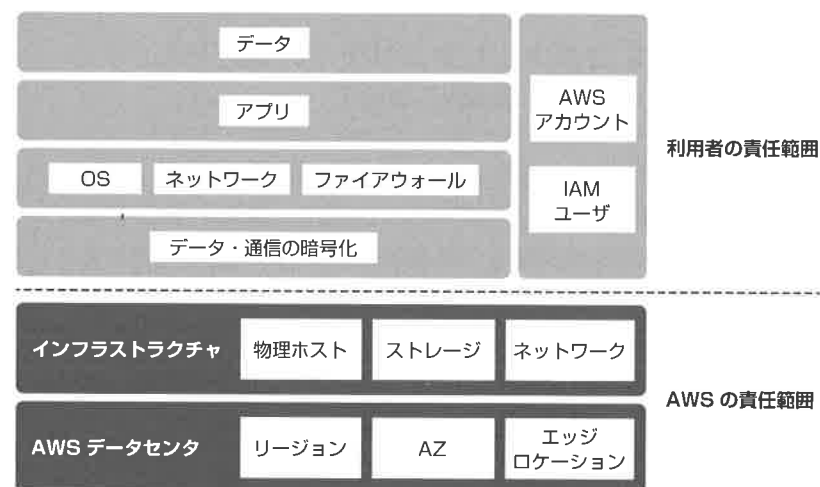 データ
アプリ
OS ネットワーク ファイアウォール
データ・通信の暗号化
AWS
アカウント
IAM
ユーザ
利用者の責任範囲
インフラストラクチャ 物理ホスト ストレージ ネットワーク
AWS データセンタ リージョン AZ エッジ
ロケーション
AWS の責任範囲